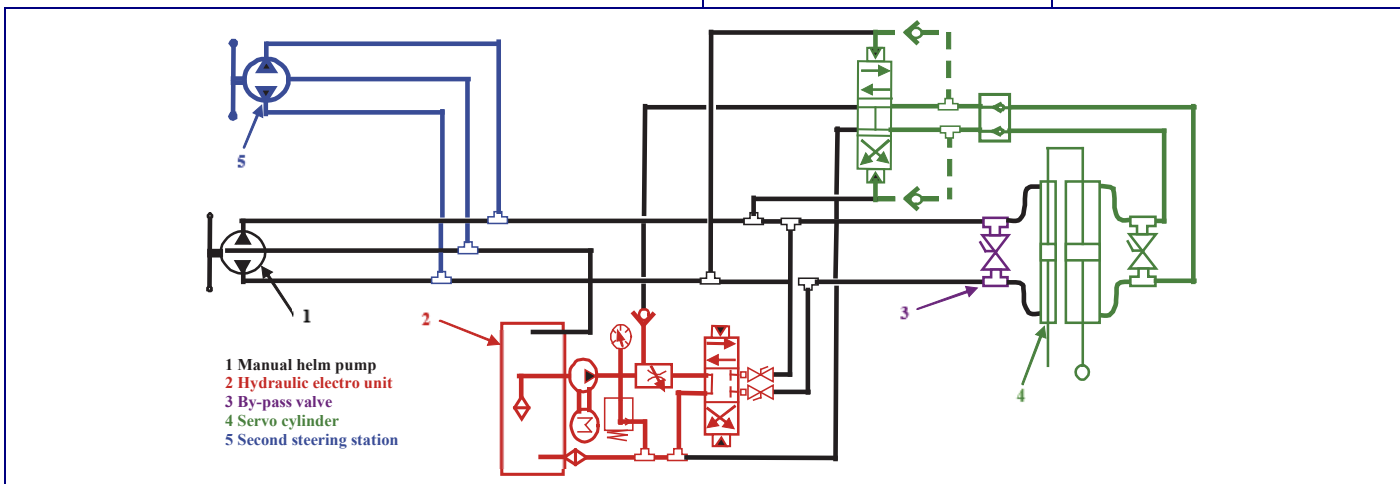 5
1
2
3
4
1 Manual helm pump
2 Hydraulic electro unit
3 By-pass valve
4 Servo cylinder
5 Second steering station